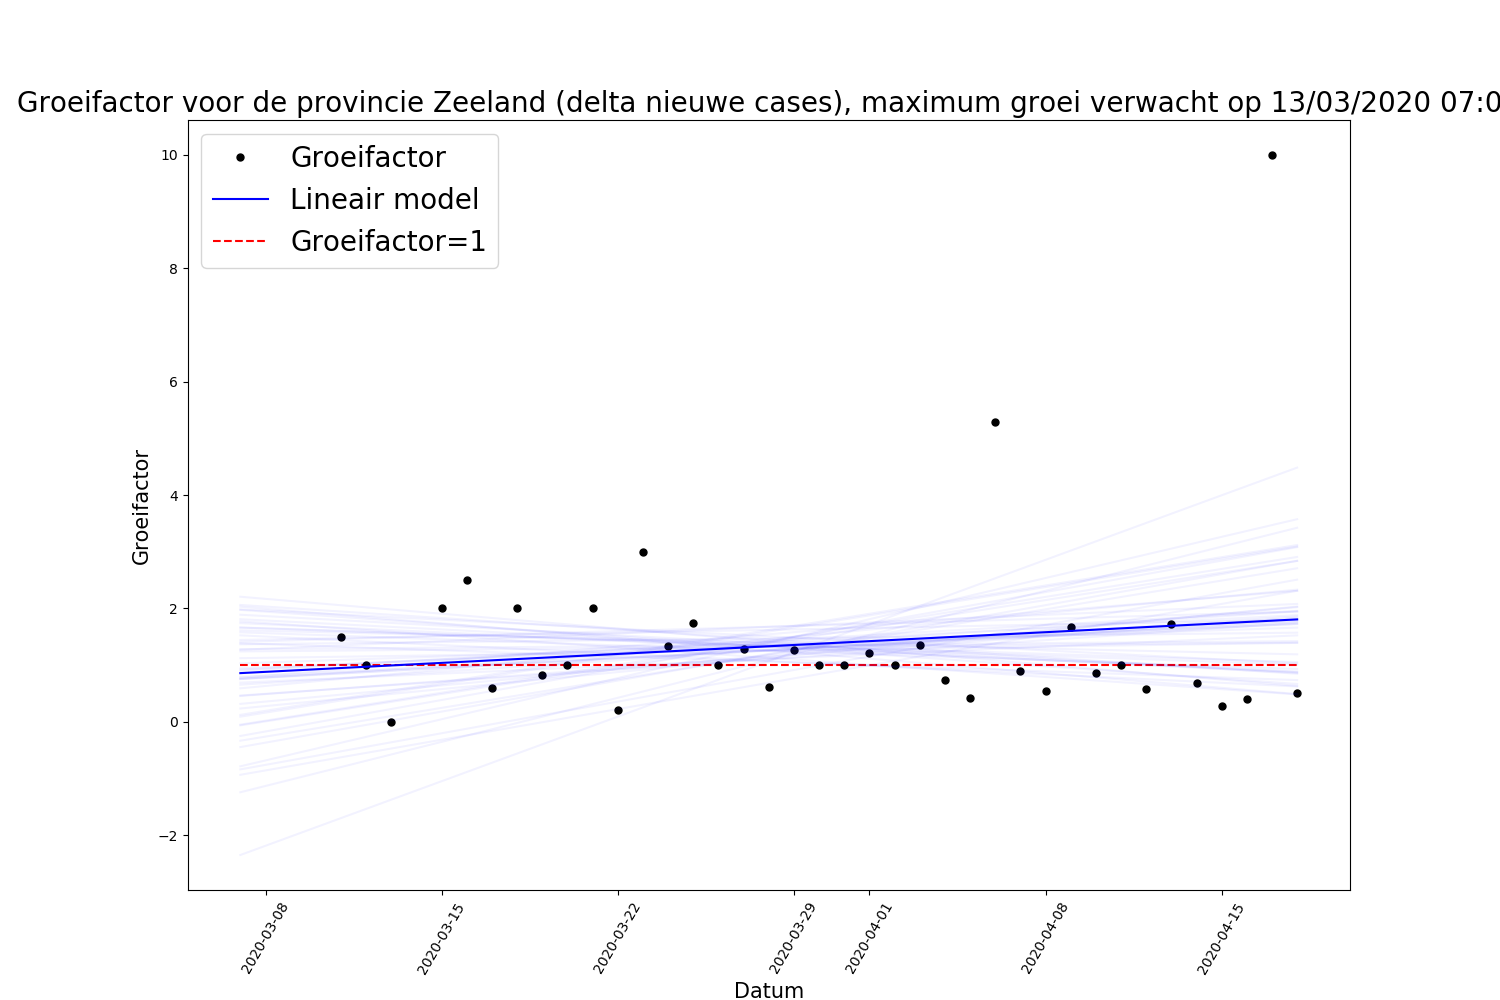 Groeifactor voor de provincie Zeeland (delta nieuwe cases), maximum groei verwacht op 13/03/2020 07:0
Groeifactor
Lineair model
Groeifactor=1
10
8
6
4
2
0
−2
Groeifactor
2020-03-08
2020-03-15
2020-03-22
2020-03-29
2020-04-01
2020-04-08
2020-04-15
Datum